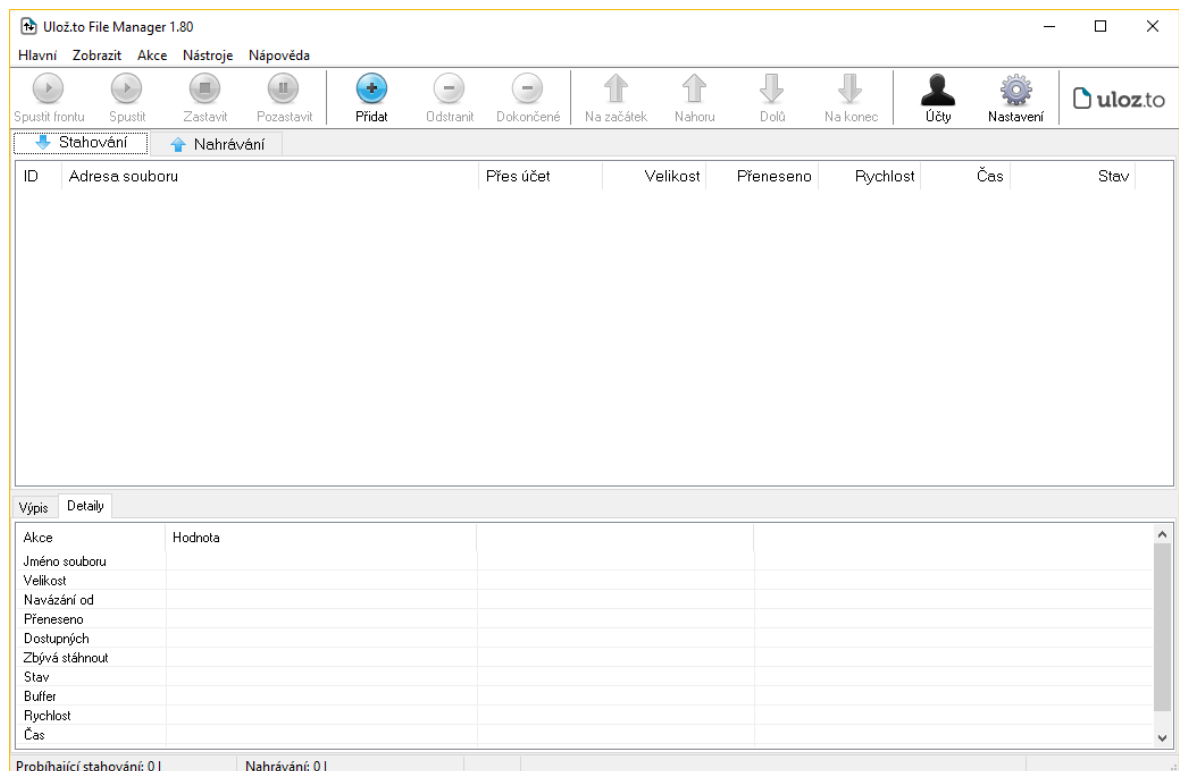 Ulož.to File Manager 1.80
Hlavní Zobrazit Akce Nástroje Nápověda
Spustit frontu Spustit Zastavit Pozastavit Přidat Odstranit Dokončené Na začátek Nahoru Dolů Na konec Účty Nastavení uloz.to
Stahování Nahrávání
ID Adresa souboru Přes účet Velikost Přeneseno Rychlost Čas Stav
Výpis Detaily
Akce Hodnota
Jméno souboru
Velikost
Navázání od
Přeneseno
Dostupných
Zbývá stáhnout
Stav
Buffer
Rychlost
Čas
Probíhající stahování: 0 | Nahrávání: 0 |